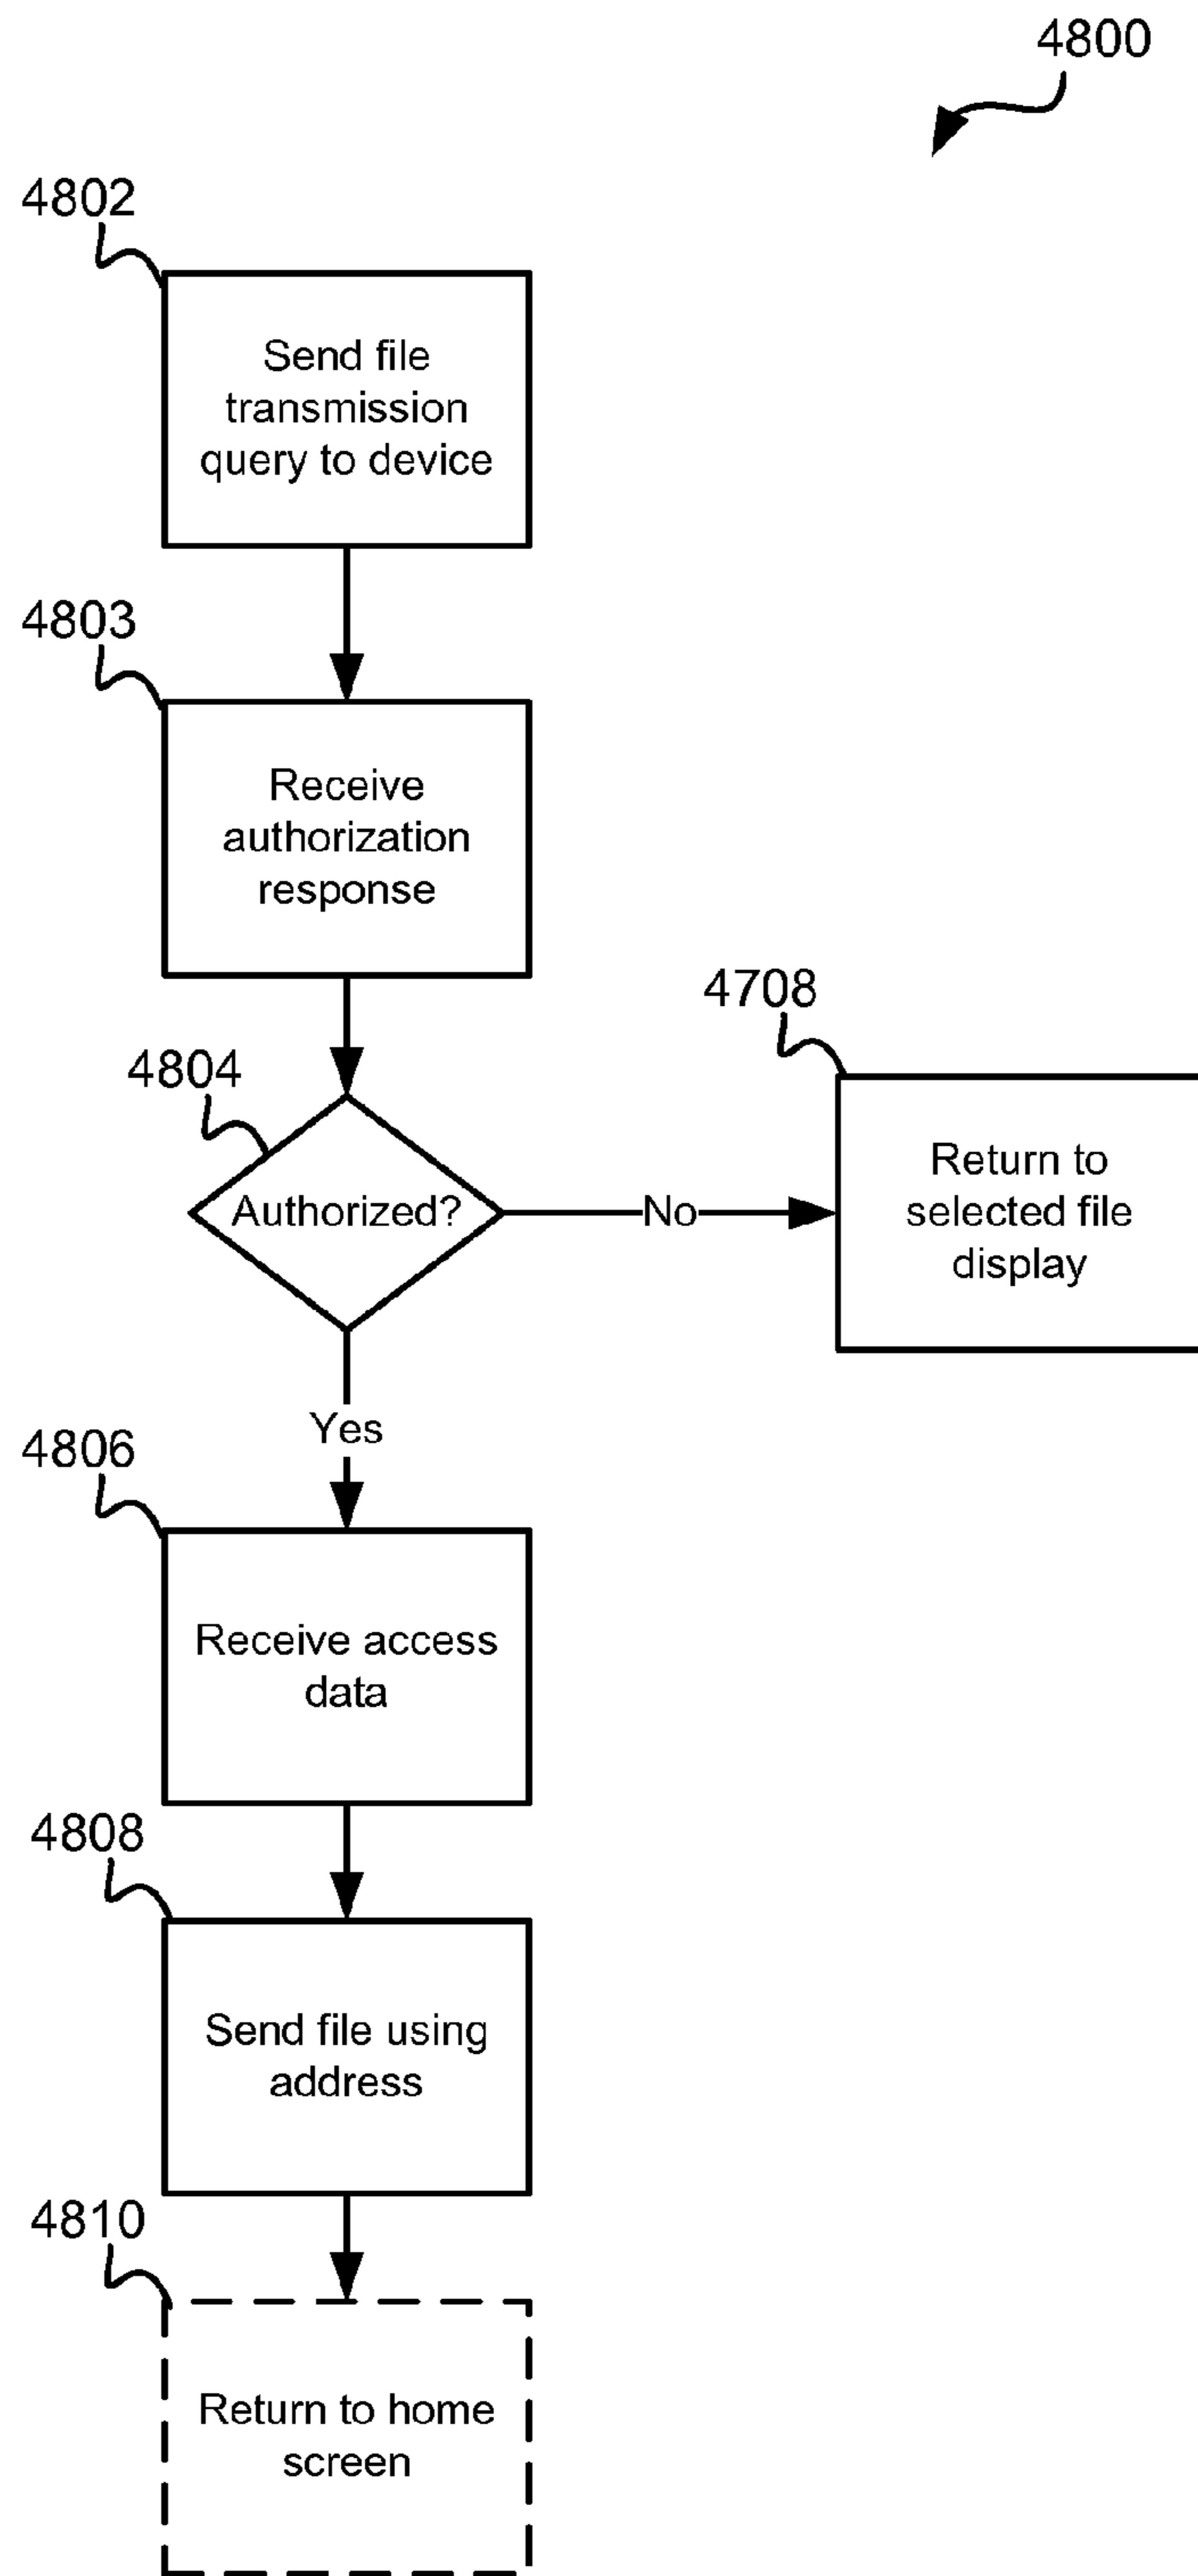 4800
4802
Send file
transmission
query to device
4803
Receive
authorization
response
4708
4804
Authorized?
No
Return to
selected file
display
Yes
4806
Receive access
data
4808
Send file using
address
4810
Return to home
screen